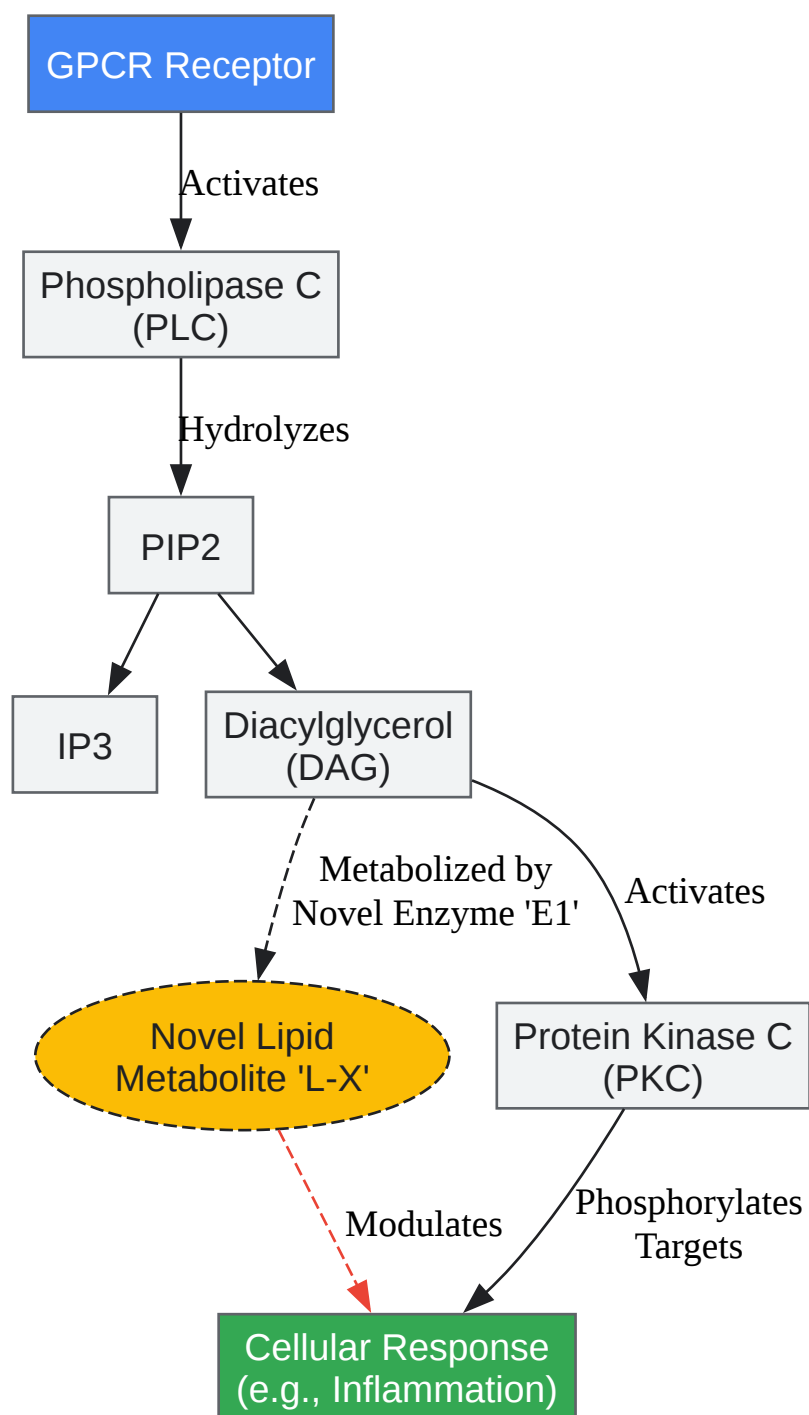 GPCR Receptor
Activates
Phospholipase C
(PLC)
Hydrolyzes
PIP2
IP3
Diacylglycerol
(DAG)
Metabolized by
Novel Enzyme 'E1'
Activates
Novel Lipid
Metabolite 'L-X'
Protein Kinase C
(PKC)
Modulates
Phosphorylates
Targets
Cellular Response
(e.g., Inflammation)